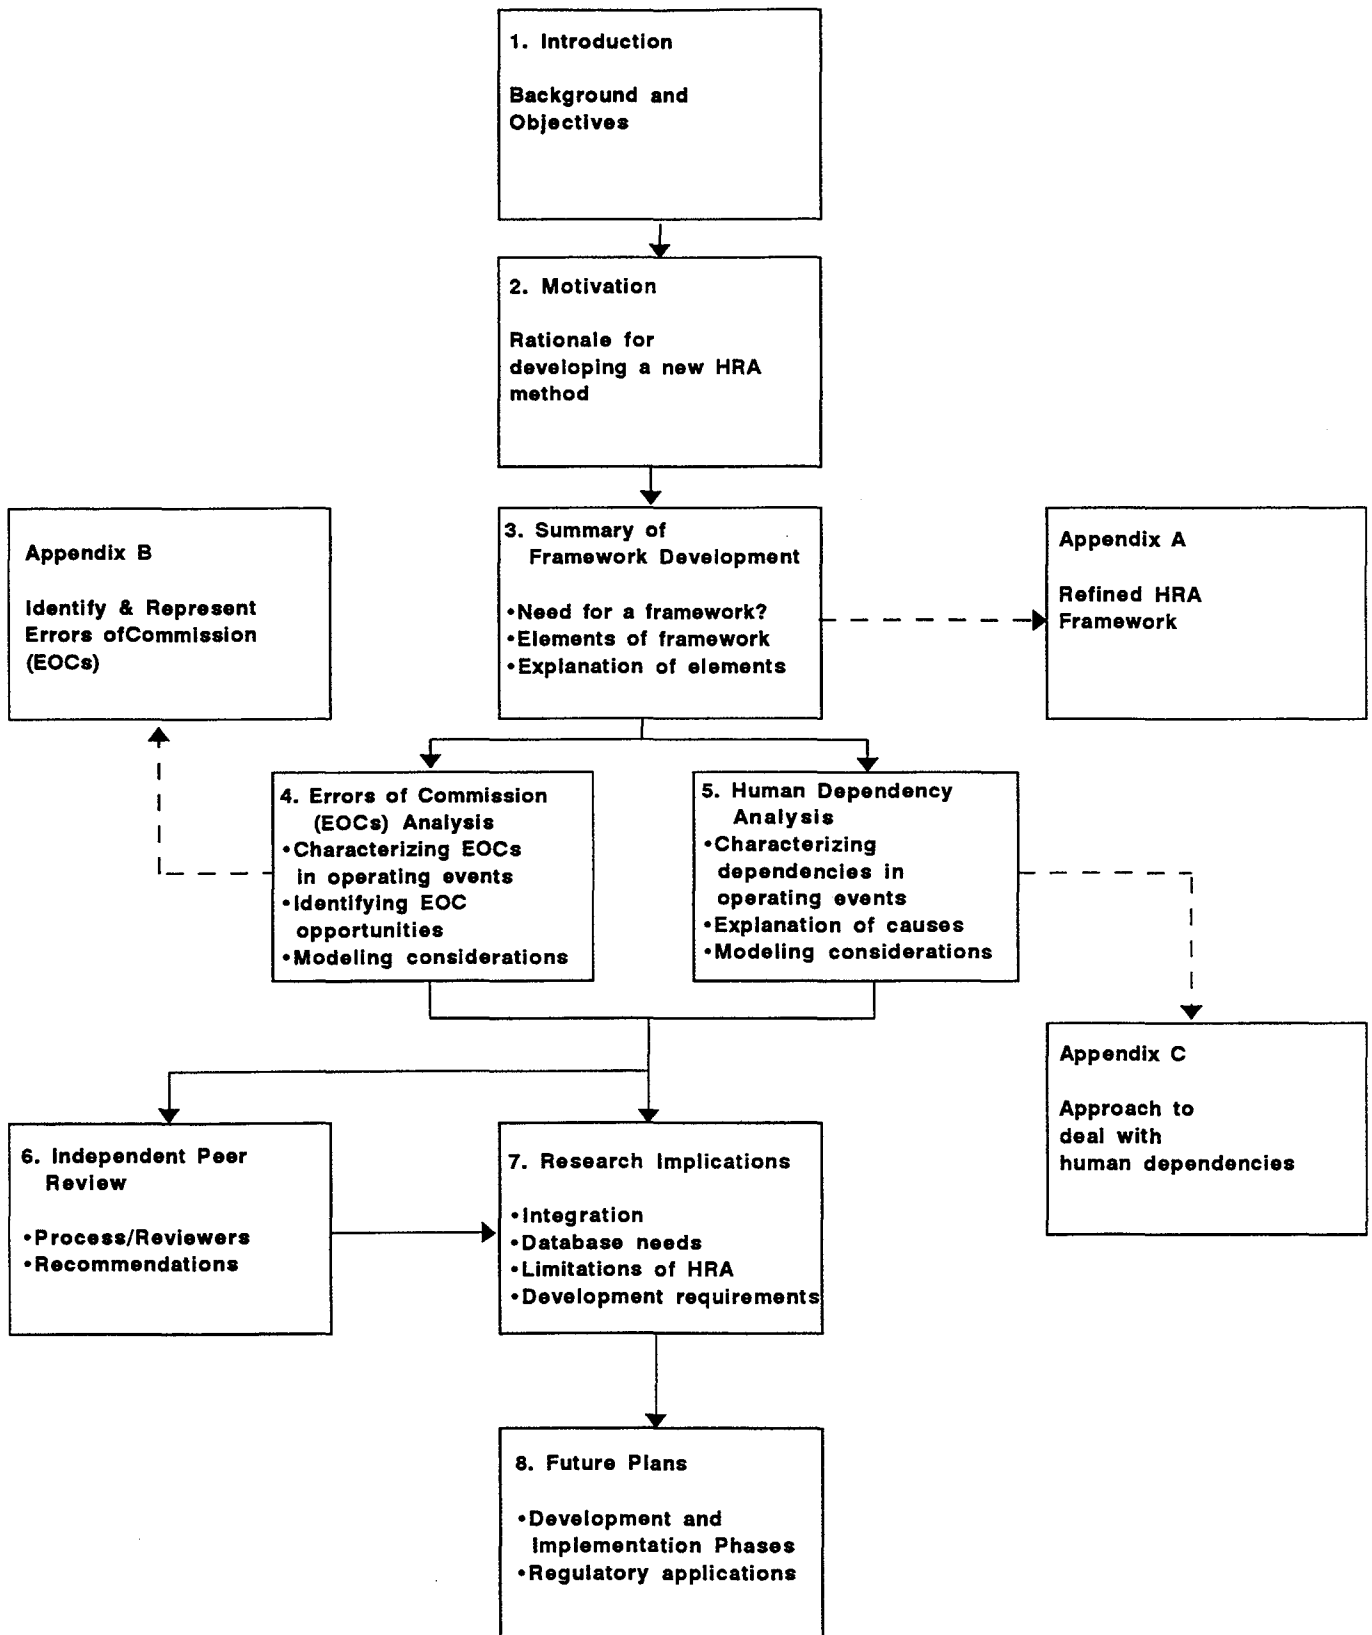 1. Introduction
Background and
Objectives
2. Motivation
Rationale for
developing a new HRA
method
Appendix B
Identify & Represent
Errors ofCommission
(EOCs)
3. Summary of
Framework Development
•Need for a framework?
•Elements of framework
•Explanation of elements
Appendix A
Refined HRA
Framework
4. Errors of Commission
(EOCs) Analysis
•Characterizing EOCs
in operating events
•Identifying EOC
opportunities
•Modeling considerations
5. Human Dependency
Analysis
•Characterizing
dependencies in
operating events
•Explanation of causes
•Modeling considerations
Appendix C
Approach to
deal with
human dependencies
6. Independent Peer
Review
•Process/Reviewers
•Recommendations
7. Research Implications
•Integration
•Database needs
•Limitations of HRA
•Development requirements
8. Future Plans
•Development and
Implementation Phases
•Regulatory applications